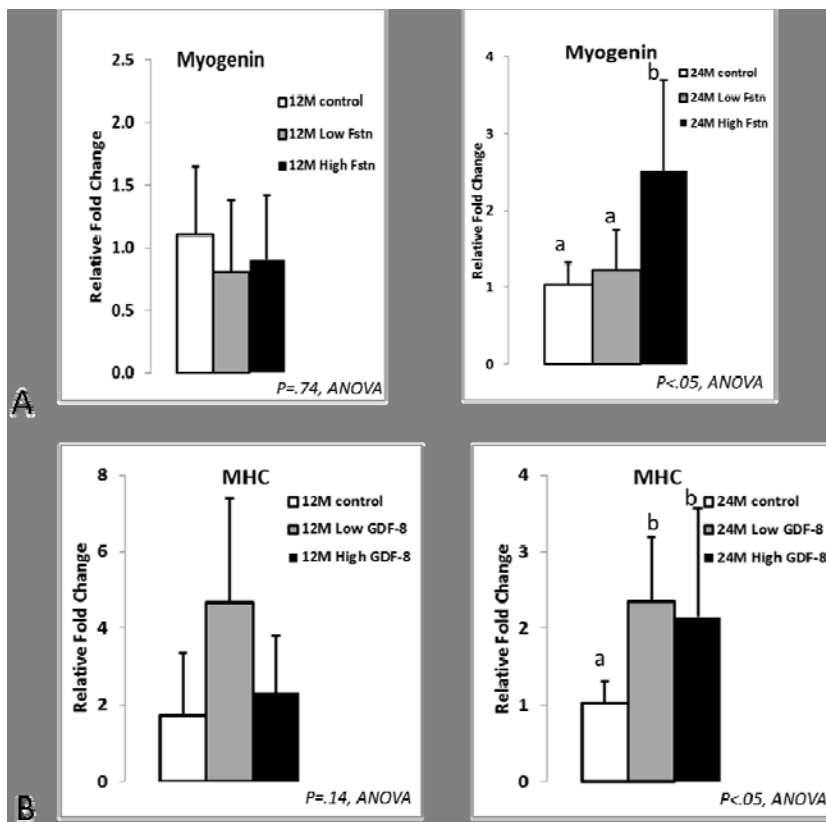 Myogenin
2.5
2.0
1.5
1.0
0.5
0.0
Relative Fold Change
12M control
12M Low Fstn
12M High Fstn
P=.74, ANOVA
Myogenin
4
3
2
1
0
Relative Fold Change
24M control
24M Low Fstn
24M High Fstn
a
a
b
P<.05, ANOVA
A
MHC
8
6
4
2
0
Relative Fold Change
12M control
12M Low GDF-8
12M High GDF-8
P=.14, ANOVA
MHC
4
3
2
1
0
Relative Fold Change
24M control
24M Low GDF-8
24M High GDF-8
a
b
b
P<.05, ANOVA
B